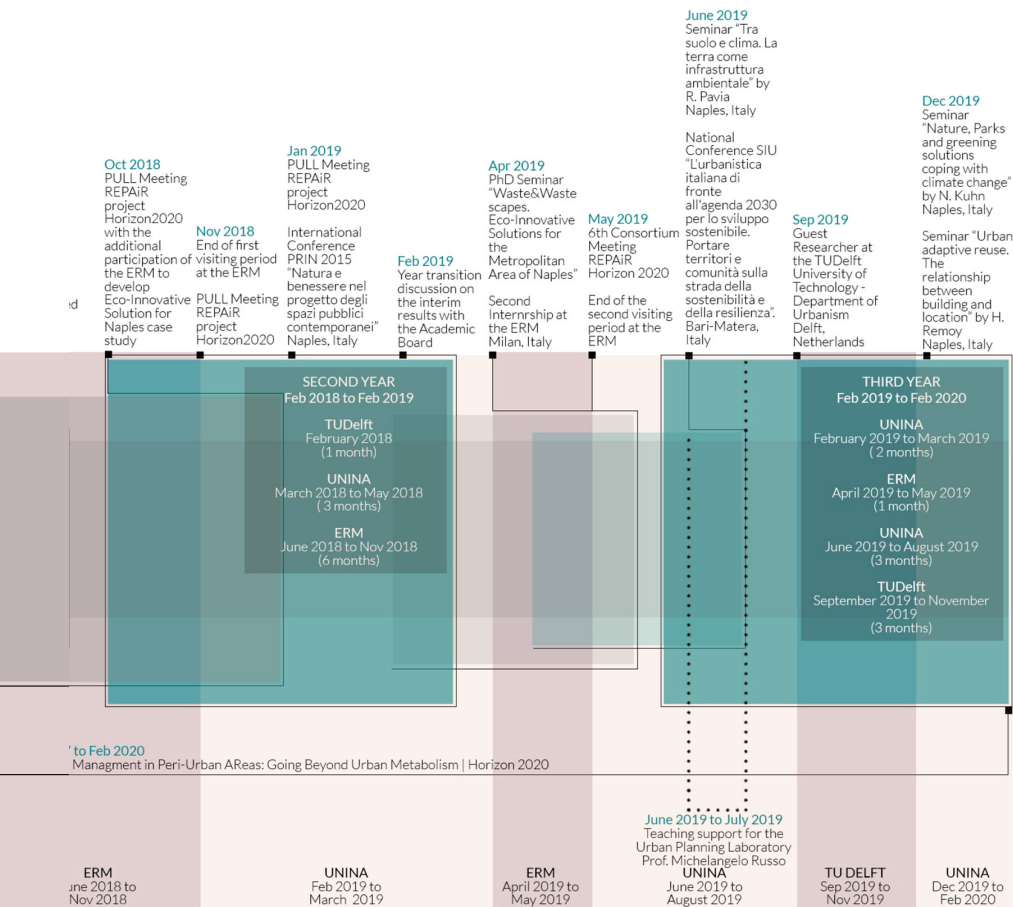 Oct 2018
PULL Meeting
REPAiR
project
Horizon2020
with the
additional
participation of
the ERM to
develop
Eco-Innovative
Solution for
Naples case
study
Nov 2018
End of first
visiting period
at the ERM
PULL Meeting
REPAiR
project
Horizon2020
Jan 2019
PULL Meeting
REPAiR
project
Horizon2020
International
Conference
PRIN 2015
"Natura e
benessere nel
progetto degli
spazi pubblici
contemporanei"
Naples, Italy
Feb 2019
Year transition
discussion on
the interim
results with
the Academic
Board
Apr 2019
PhD Seminar
"Waste&Waste
scapes.
Eco-Innovative
Solutions for
the
Metropolitan
Area of Naples"
Second
Internrship at
the ERM
Milan, Italy
May 2019
6th Consortium
Meeting
REPAiR
Horizon 2020
End of the
second visiting
period at the
ERM
June 2019
Seminar "Tra
suolo e clima. La
terra come
infrastruttura
ambientale" by
R. Pavia
Naples, Italy
National
Conference SIU
"L'urbanistica
italiana di
fronte
all'agenda 2030
per lo sviluppo
sostenibile.
Portare
territori e
comunità sulla
strada della
sostenibilità e
della resilienza".
Bari-Matera,
Italy
Sep 2019
Guest
Researcher at
the TUDelft
University of
Technology -
Department of
Urbanism
Delft,
Netherlands
Dec 2019
Seminar
"Nature, Parks
and greening
solutions
coping with
climate change"
by N. Kuhn
Naples, Italy
Seminar "Urban
adaptive reuse.
The
relationship
between
building and
location" by H.
Remoy
Naples, Italy
ed
SECOND YEAR
Feb 2018 to Feb 2019
TUDelft
February 2018
(1 month)
UNINA
March 2018 to May 2018
( 3 months)
ERM
June 2018 to Nov 2018
(6 months)
THIRD YEAR
Feb 2019 to Feb 2020
UNINA
February 2019 to March 2019
( 2 months)
ERM
April 2019 to May 2019
(1 month)
UNINA
June 2019 to August 2019
(3 months)
TUDelft
September 2019 to November
2019
(3 months)
to Feb 2020
Managment in Peri-Urban AReas: Going Beyond Urban Metabolism | Horizon 2020
June 2019 to July 2019
Teaching support for the
Urban Planning Laboratory
Prof. Michelangelo Russo
ERM
une 2018 to
Nov 2018
UNINA
Feb 2019 to
March 2019
ERM
April 2019 to
May 2019
UNINA
June 2019 to
August 2019
TU DELFT
Sep 2019 to
Nov 2019
UNINA
Dec 2019 to
Feb 2020